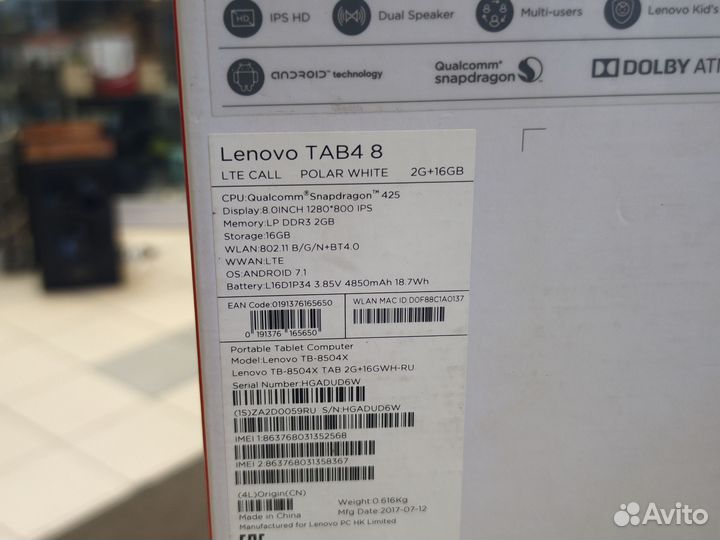 HD IPS HD Dual Speaker Multi-users Lenovo Kid's
ANDROID technology Qualcomm® snapdragon DOLBY
Lenovo TAB4 8
LTE CALL POLAR WHITE 2G+16GB
CPU:Qualcomm®Snapdragon™ 425
Display:8.0INCH 1280*800 IPS
Memory:LP DDR3 2GB
Storage:16GB
WLAN:802.11 B/G/N+BT4.0
WWAN:LTE
OS:ANDROID 7.1
Battery:L16D1P34 3.85V 4850mAh 18.7Wh
EAN Code:0191376165650
WLAN MAC ID D0F88C1A0137
0 191376 165650
Portable Tablet Computer
Model:Lenovo TB-8504X
Lenovo TB-8504X TAB 2G+16GWH-RU
Serial Number:HGADUD6W
(1S)ZA2D0059RU S/N:HGADUD6W
IMEI 1:863768031352568
IMEI 2:863768031358367
(4L)Origin(CN)
Made in China
Weight:0.616Kg
Mfg Date:2017-07-12
Manufactured for Lenovo PC HK Limited
Avito